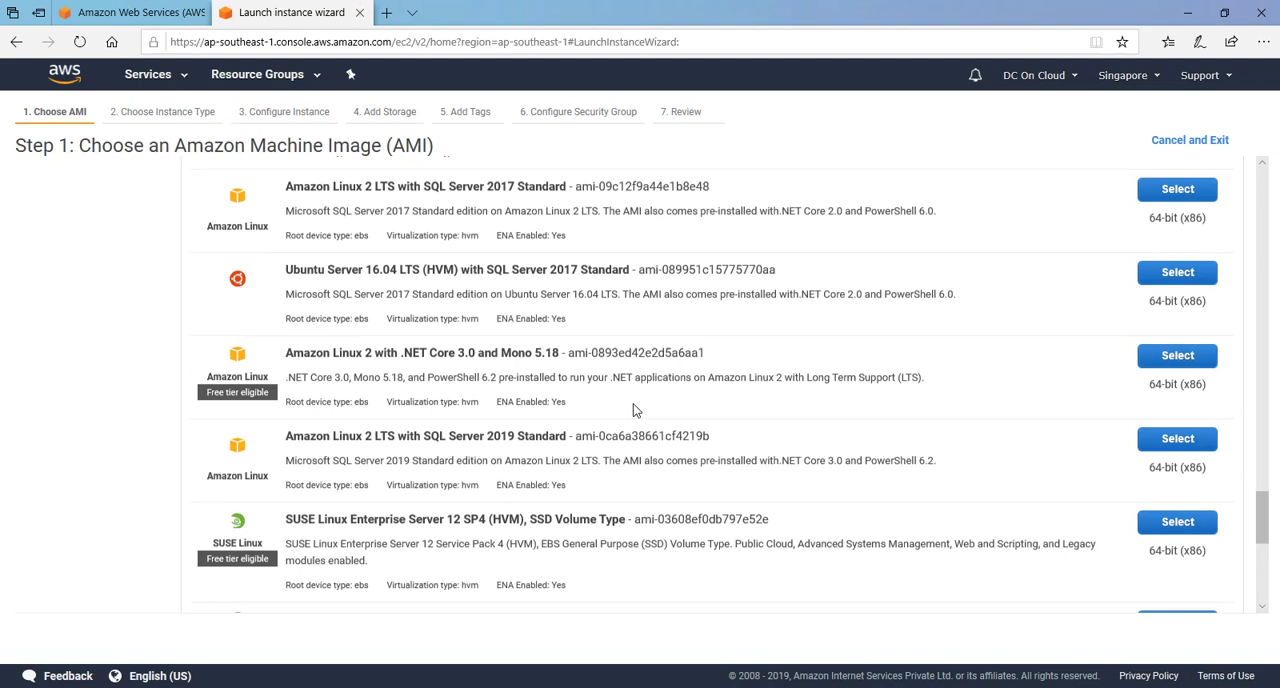 Amazon Web Services (AWS
Launch instance wizard
https://ap-southeast-1.console.aws.amazon.com/ec2/v2/home?region=ap-southeast-1#LaunchInstanceWizard:
aws Services Resource Groups DC On Cloud Singapore Support
1. Choose AMI 2. Choose Instance Type 3. Configure Instance 4. Add Storage 5. Add Tags 6. Configure Security Group 7. Review
Step 1: Choose an Amazon Machine Image (AMI)
Cancel and Exit
Amazon Linux 2 LTS with SQL Server 2017 Standard - ami-09c12f9a44e1b8e48
Select
Amazon Linux
Microsoft SQL Server 2017 Standard edition on Amazon Linux 2 LTS. The AMI also comes pre-installed with.NET Core 2.0 and PowerShell 6.0.
64-bit (x86)
Root device type: ebs Virtualization type: hvm ENA Enabled: Yes
Ubuntu Server 16.04 LTS (HVM) with SQL Server 2017 Standard - ami-089951c15775770aa
Select
Microsoft SQL Server 2017 Standard edition on Ubuntu Server 16.04 LTS. The AMI also comes pre-installed with.NET Core 2.0 and PowerShell 6.0.
64-bit (x86)
Root device type: ebs Virtualization type: hvm ENA Enabled: Yes
Amazon Linux 2 with .NET Core 3.0 and Mono 5.18 - ami-0893ed42e2d5a6aa1
Select
Amazon Linux
Free tier eligible
.NET Core 3.0, Mono 5.18, and PowerShell 6.2 pre-installed to run your .NET applications on Amazon Linux 2 with Long Term Support (LTS).
64-bit (x86)
Root device type: ebs Virtualization type: hvm ENA Enabled: Yes
Amazon Linux 2 LTS with SQL Server 2019 Standard - ami-0ca6a38661cf4219b
Select
Amazon Linux
Microsoft SQL Server 2019 Standard edition on Amazon Linux 2 LTS. The AMI also comes pre-installed with.NET Core 3.0 and PowerShell 6.2.
64-bit (x86)
Root device type: ebs Virtualization type: hvm ENA Enabled: Yes
SUSE Linux Enterprise Server 12 SP4 (HVM), SSD Volume Type - ami-03608ef0db797e52e
Select
SUSE Linux
Free tier eligible
SUSE Linux Enterprise Server 12 Service Pack 4 (HVM), EBS General Purpose (SSD) Volume Type. Public Cloud, Advanced Systems Management, Web and Scripting, and Legacy
modules enabled.
64-bit (x86)
Root device type: ebs Virtualization type: hvm ENA Enabled: Yes
Feedback English (US) © 2008 - 2019, Amazon Internet Services Private Ltd. or its affiliates. All rights reserved. Privacy Policy Terms of Use